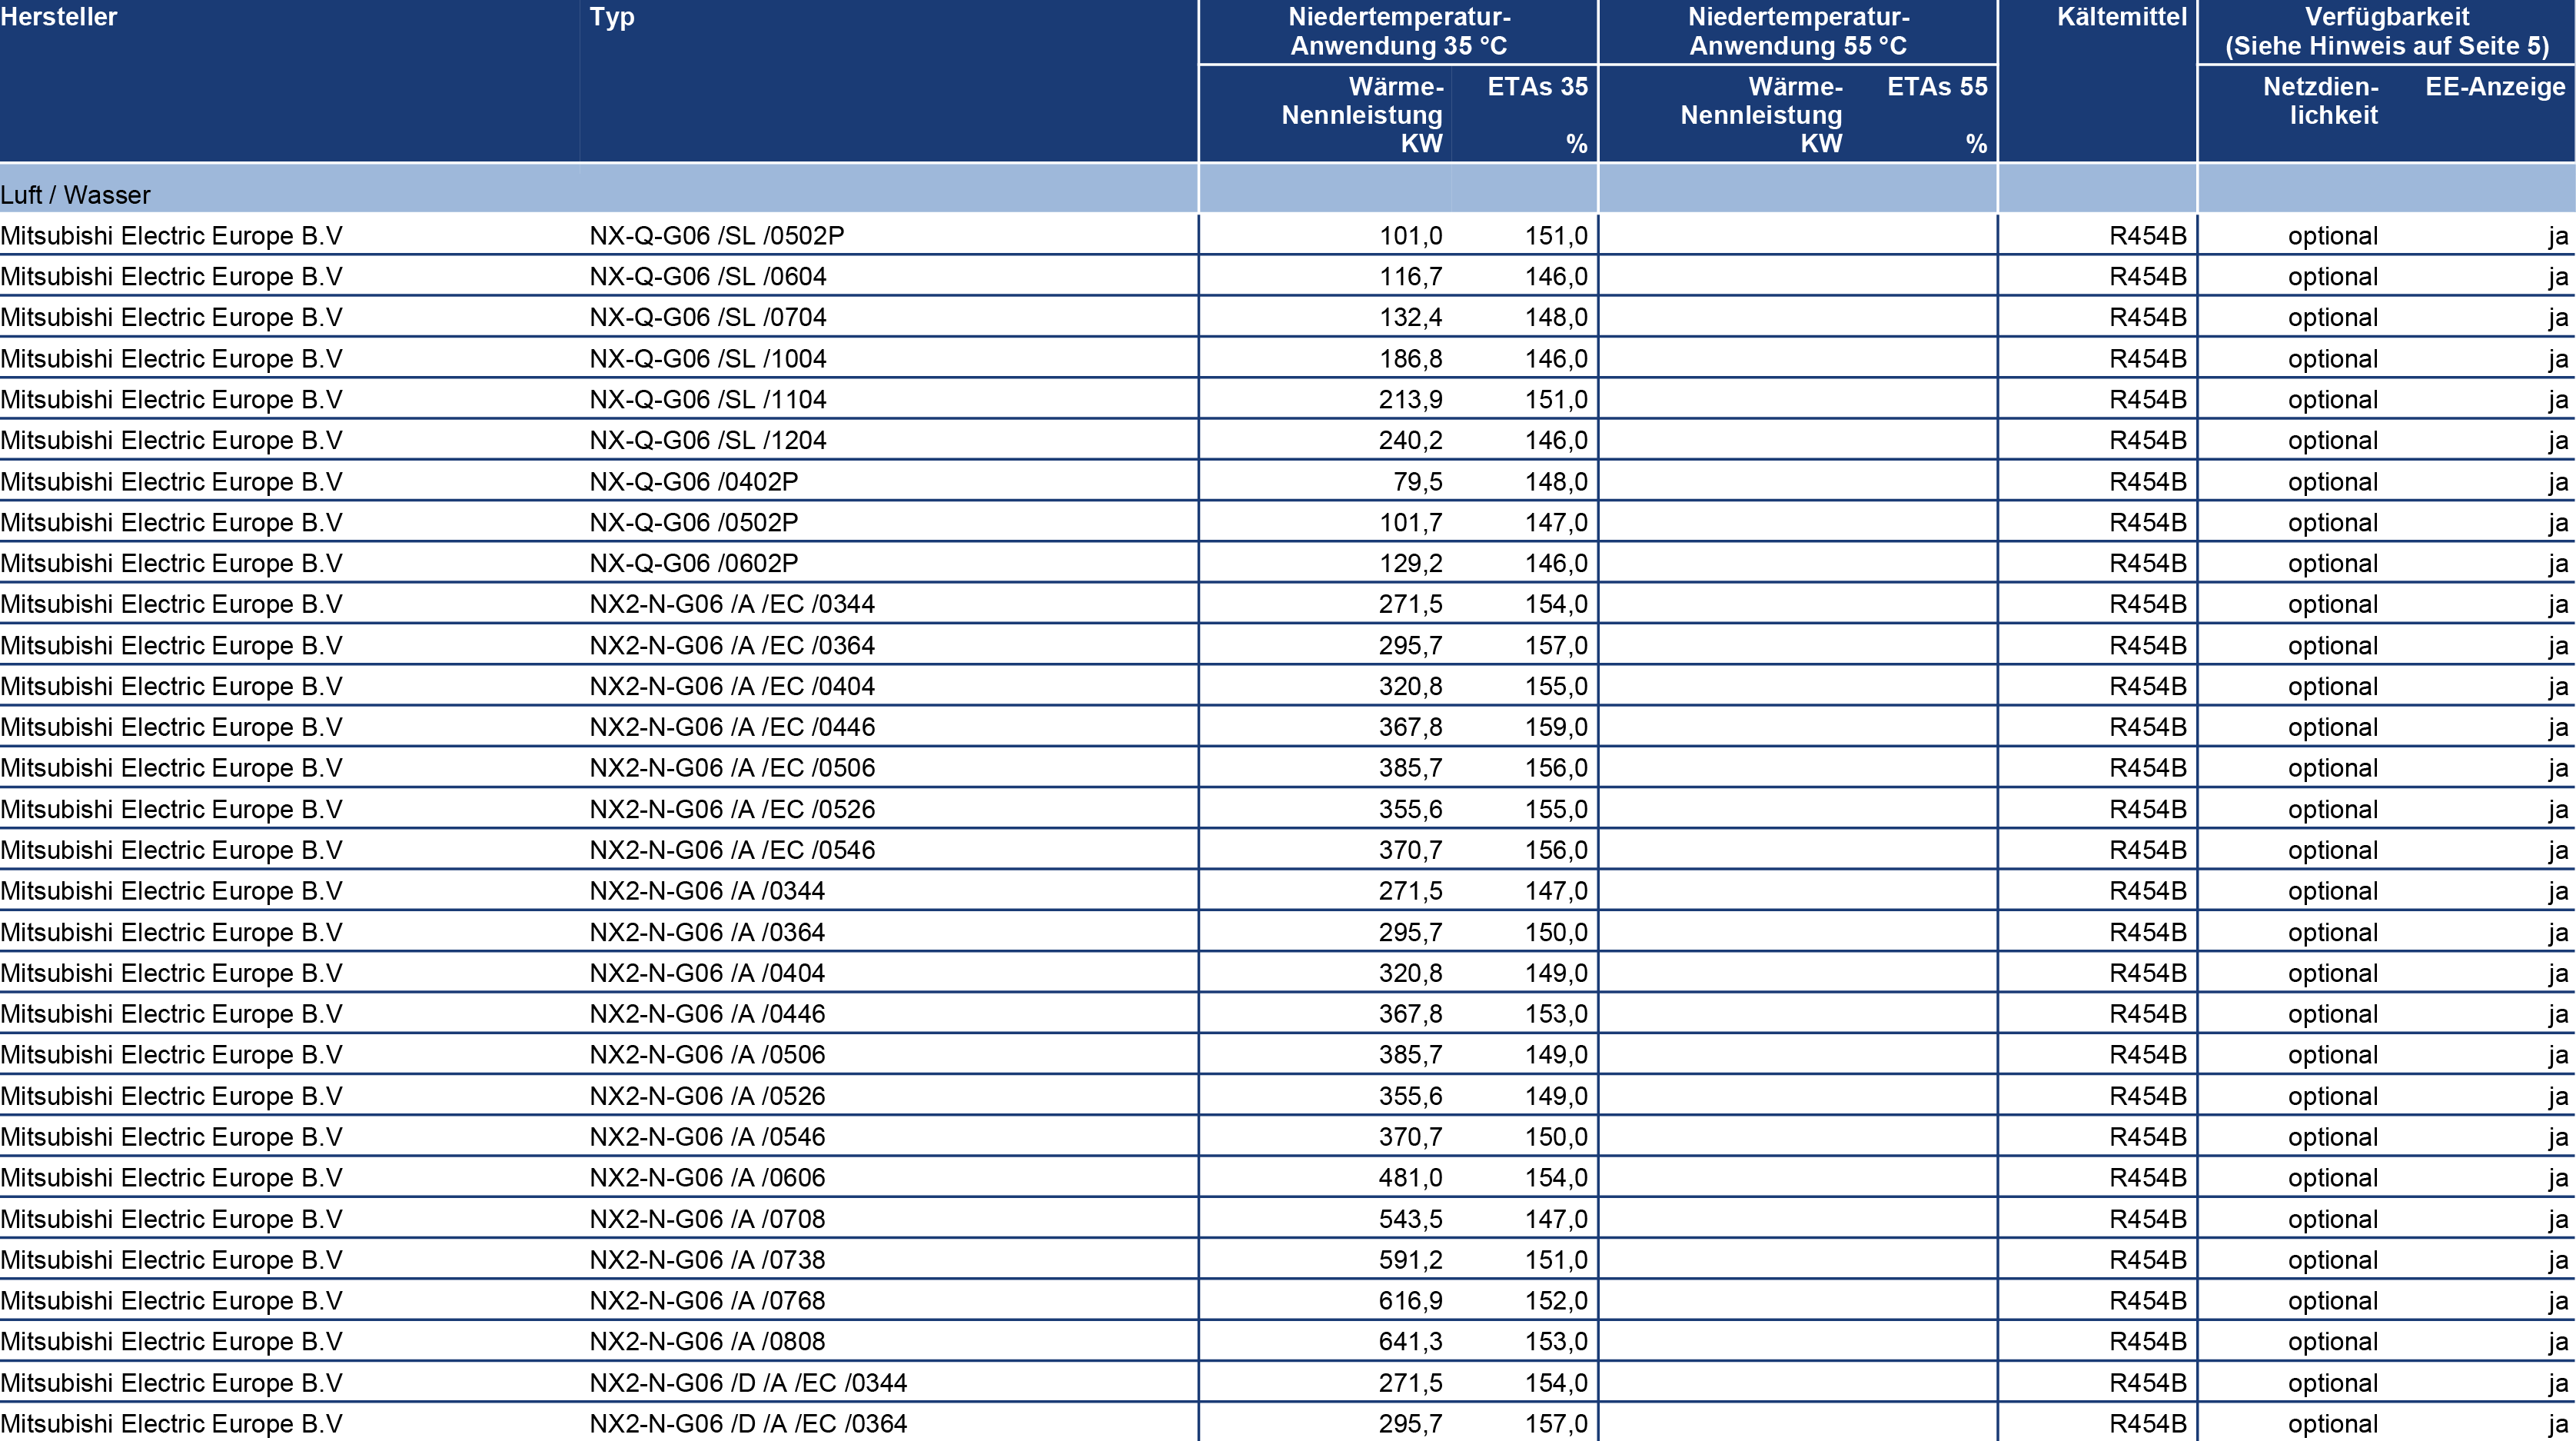 Hersteller Typ Niedertemperatur- Niedertemperatur- Kältemittel Verfügbarkeit
Anwendung 35 °C Anwendung 55 °C (Siehe Hinweis auf Seite 5)
Wärme- ETAs 35 Wärme- ETAs 55 Netzdien- EE-Anzeige
Nennleistung Nennleistung lichkeit
KW % KW %
Luft / Wasser
Mitsubishi Electric Europe B.V NX-Q-G06 /SL /0502P 101,0 151,0 R454B optional ja
Mitsubishi Electric Europe B.V NX-Q-G06 /SL /0604 116,7 146,0 R454B optional ja
Mitsubishi Electric Europe B.V NX-Q-G06 /SL /0704 132,4 148,0 R454B optional ja
Mitsubishi Electric Europe B.V NX-Q-G06 /SL /1004 186,8 146,0 R454B optional ja
Mitsubishi Electric Europe B.V NX-Q-G06 /SL /1104 213,9 151,0 R454B optional ja
Mitsubishi Electric Europe B.V NX-Q-G06 /SL /1204 240,2 146,0 R454B optional ja
Mitsubishi Electric Europe B.V NX-Q-G06 /0402P 79,5 148,0 R454B optional ja
Mitsubishi Electric Europe B.V NX-Q-G06 /0502P 101,7 147,0 R454B optional ja
Mitsubishi Electric Europe B.V NX-Q-G06 /0602P 129,2 146,0 R454B optional ja
Mitsubishi Electric Europe B.V NX2-N-G06 /A /EC /0344 271,5 154,0 R454B optional ja
Mitsubishi Electric Europe B.V NX2-N-G06 /A /EC /0364 295,7 157,0 R454B optional ja
Mitsubishi Electric Europe B.V NX2-N-G06 /A /EC /0404 320,8 155,0 R454B optional ja
Mitsubishi Electric Europe B.V NX2-N-G06 /A /EC /0446 367,8 159,0 R454B optional ja
Mitsubishi Electric Europe B.V NX2-N-G06 /A /EC /0506 385,7 156,0 R454B optional ja
Mitsubishi Electric Europe B.V NX2-N-G06 /A /EC /0526 355,6 155,0 R454B optional ja
Mitsubishi Electric Europe B.V NX2-N-G06 /A /EC /0546 370,7 156,0 R454B optional ja
Mitsubishi Electric Europe B.V NX2-N-G06 /A /0344 271,5 147,0 R454B optional ja
Mitsubishi Electric Europe B.V NX2-N-G06 /A /0364 295,7 150,0 R454B optional ja
Mitsubishi Electric Europe B.V NX2-N-G06 /A /0404 320,8 149,0 R454B optional ja
Mitsubishi Electric Europe B.V NX2-N-G06 /A /0446 367,8 153,0 R454B optional ja
Mitsubishi Electric Europe B.V NX2-N-G06 /A /0506 385,7 149,0 R454B optional ja
Mitsubishi Electric Europe B.V NX2-N-G06 /A /0526 355,6 149,0 R454B optional ja
Mitsubishi Electric Europe B.V NX2-N-G06 /A /0546 370,7 150,0 R454B optional ja
Mitsubishi Electric Europe B.V NX2-N-G06 /A /0606 481,0 154,0 R454B optional ja
Mitsubishi Electric Europe B.V NX2-N-G06 /A /0708 543,5 147,0 R454B optional ja
Mitsubishi Electric Europe B.V NX2-N-G06 /A /0738 591,2 151,0 R454B optional ja
Mitsubishi Electric Europe B.V NX2-N-G06 /A /0768 616,9 152,0 R454B optional ja
Mitsubishi Electric Europe B.V NX2-N-G06 /A /0808 641,3 153,0 R454B optional ja
Mitsubishi Electric Europe B.V NX2-N-G06 /D /A /EC /0344 271,5 154,0 R454B optional ja
Mitsubishi Electric Europe B.V NX2-N-G06 /D /A /EC /0364 295,7 157,0 R454B optional ja